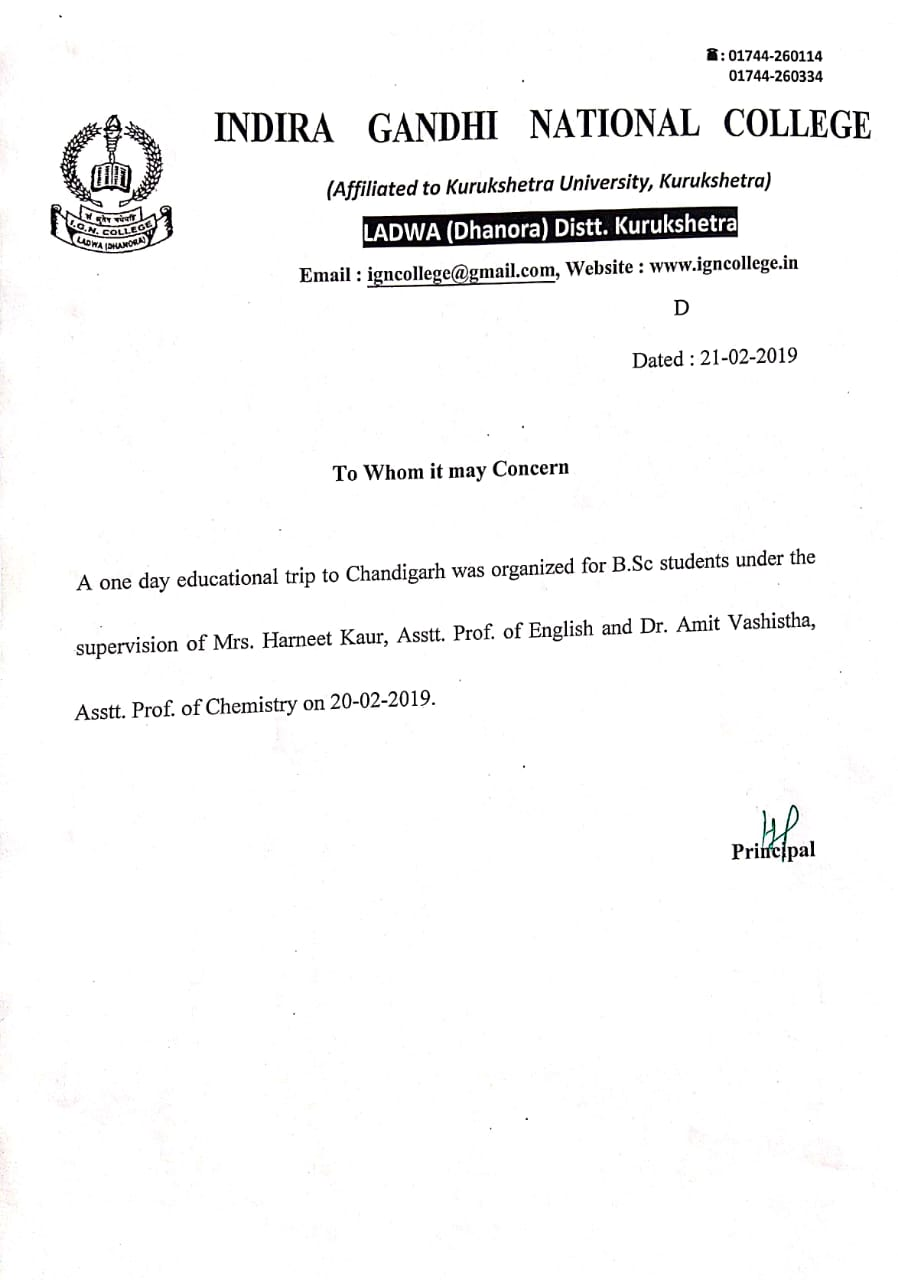 ☎: 01744-260114
01744-260334
INDIRA GANDHI NATIONAL COLLEGE
(Affiliated to Kurukshetra University, Kurukshetra)
I.G.N. COLLEGE
LADWA (DHANORA)
LADWA (Dhanora) Distt. Kurukshetra
Email : igncollege@gmail.com, Website : www.igncollege.in
D
Dated : 21-02-2019
To Whom it may Concern
A one day educational trip to Chandigarh was organized for B.Sc students under the
supervision of Mrs. Harneet Kaur, Asstt. Prof. of English and Dr. Amit Vashistha,
Asstt. Prof. of Chemistry on 20-02-2019.
Principal